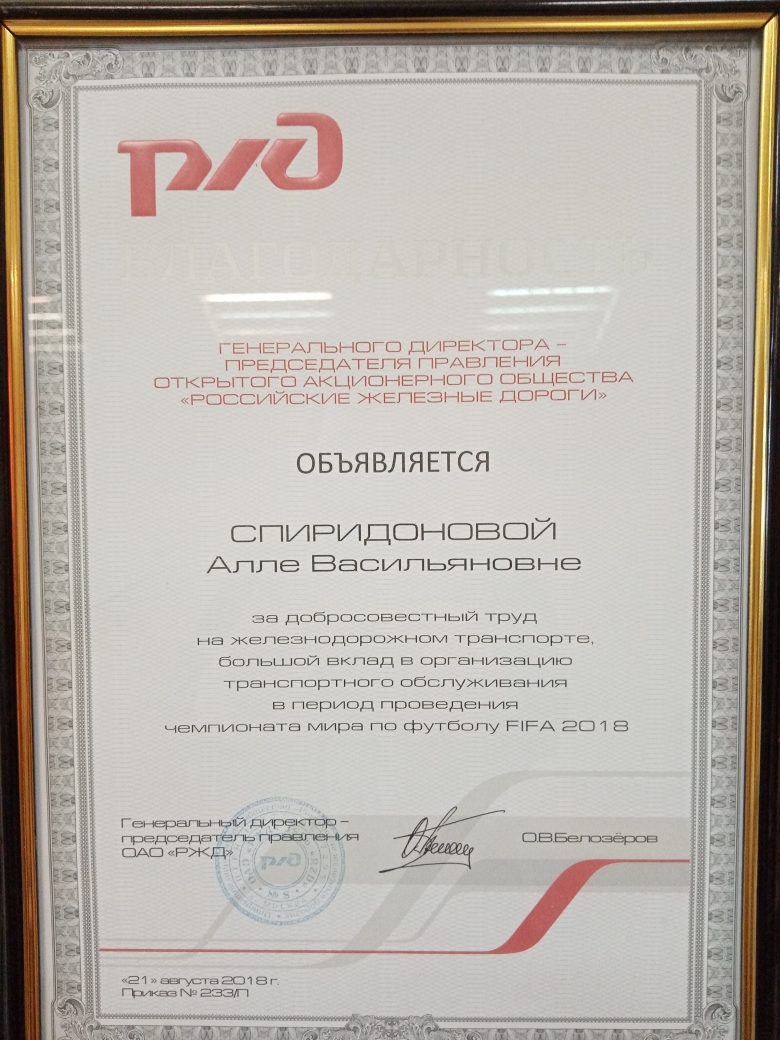 РЖД
БЛАГОДАРНОСТЬ
ГЕНЕРАЛЬНОГО ДИРЕКТОРА –
ПРЕДСЕДАТЕЛЯ ПРАВЛЕНИЯ
ОТКРЫТОГО АКЦИОНЕРНОГО ОБЩЕСТВА
«РОССИЙСКИЕ ЖЕЛЕЗНЫЕ ДОРОГИ»
ОБЪЯВЛЯЕТСЯ
СПИРИДОНОВОЙ
Алле Васильяновне
за добросовестный труд
на железнодорожном транспорте,
большой вклад в организацию
транспортного обслуживания
в период проведения
чемпионата мира по футболу FIFA 2018
Генеральный директор –
председатель правления
ОАО «РЖД»
О.В.Белозёров
«21» августа 2018 г.
Приказ № 233/П